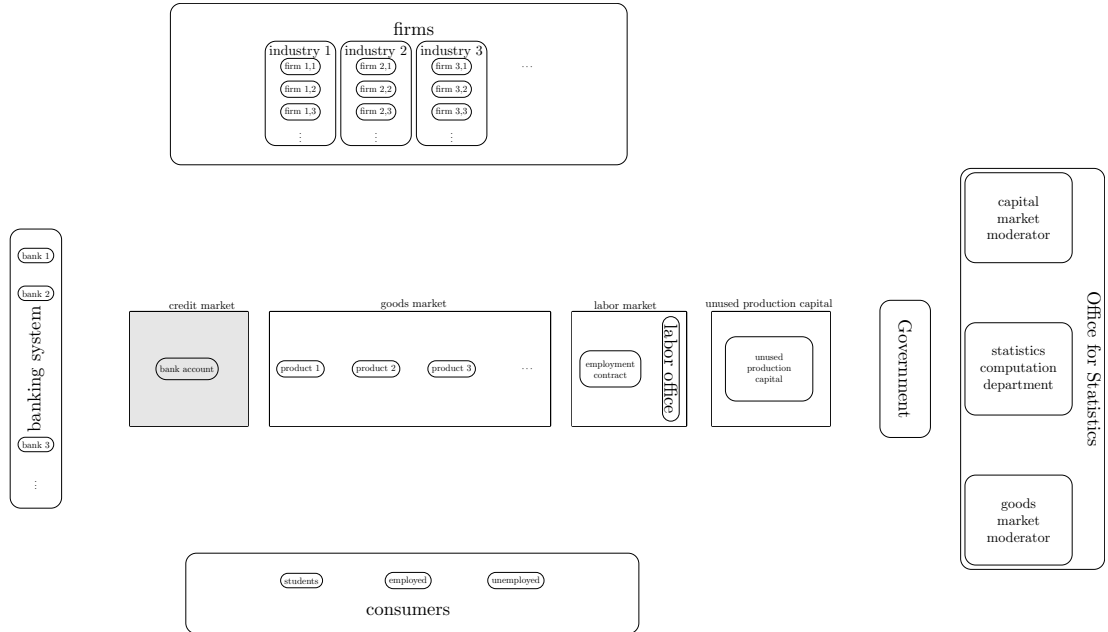 firms
industry 1
industry 2
industry 3
firm 1,1
firm 2,1
firm 3,1
...
firm 1,2
firm 2,2
firm 3,2
firm 1,3
firm 2,3
firm 3,3
⋮
⋮
⋮
banking system
bank 1
bank 2
bank 3
⋮
credit market
bank account
goods market
product 1
product 2
product 3
...
labor market
employment
contract
labor office
unused production capital
unused
production
capital
Government
Office for Statistics
capital
market
moderator
statistics
computation
department
goods
market
moderator
students
employed
unemployed
consumers